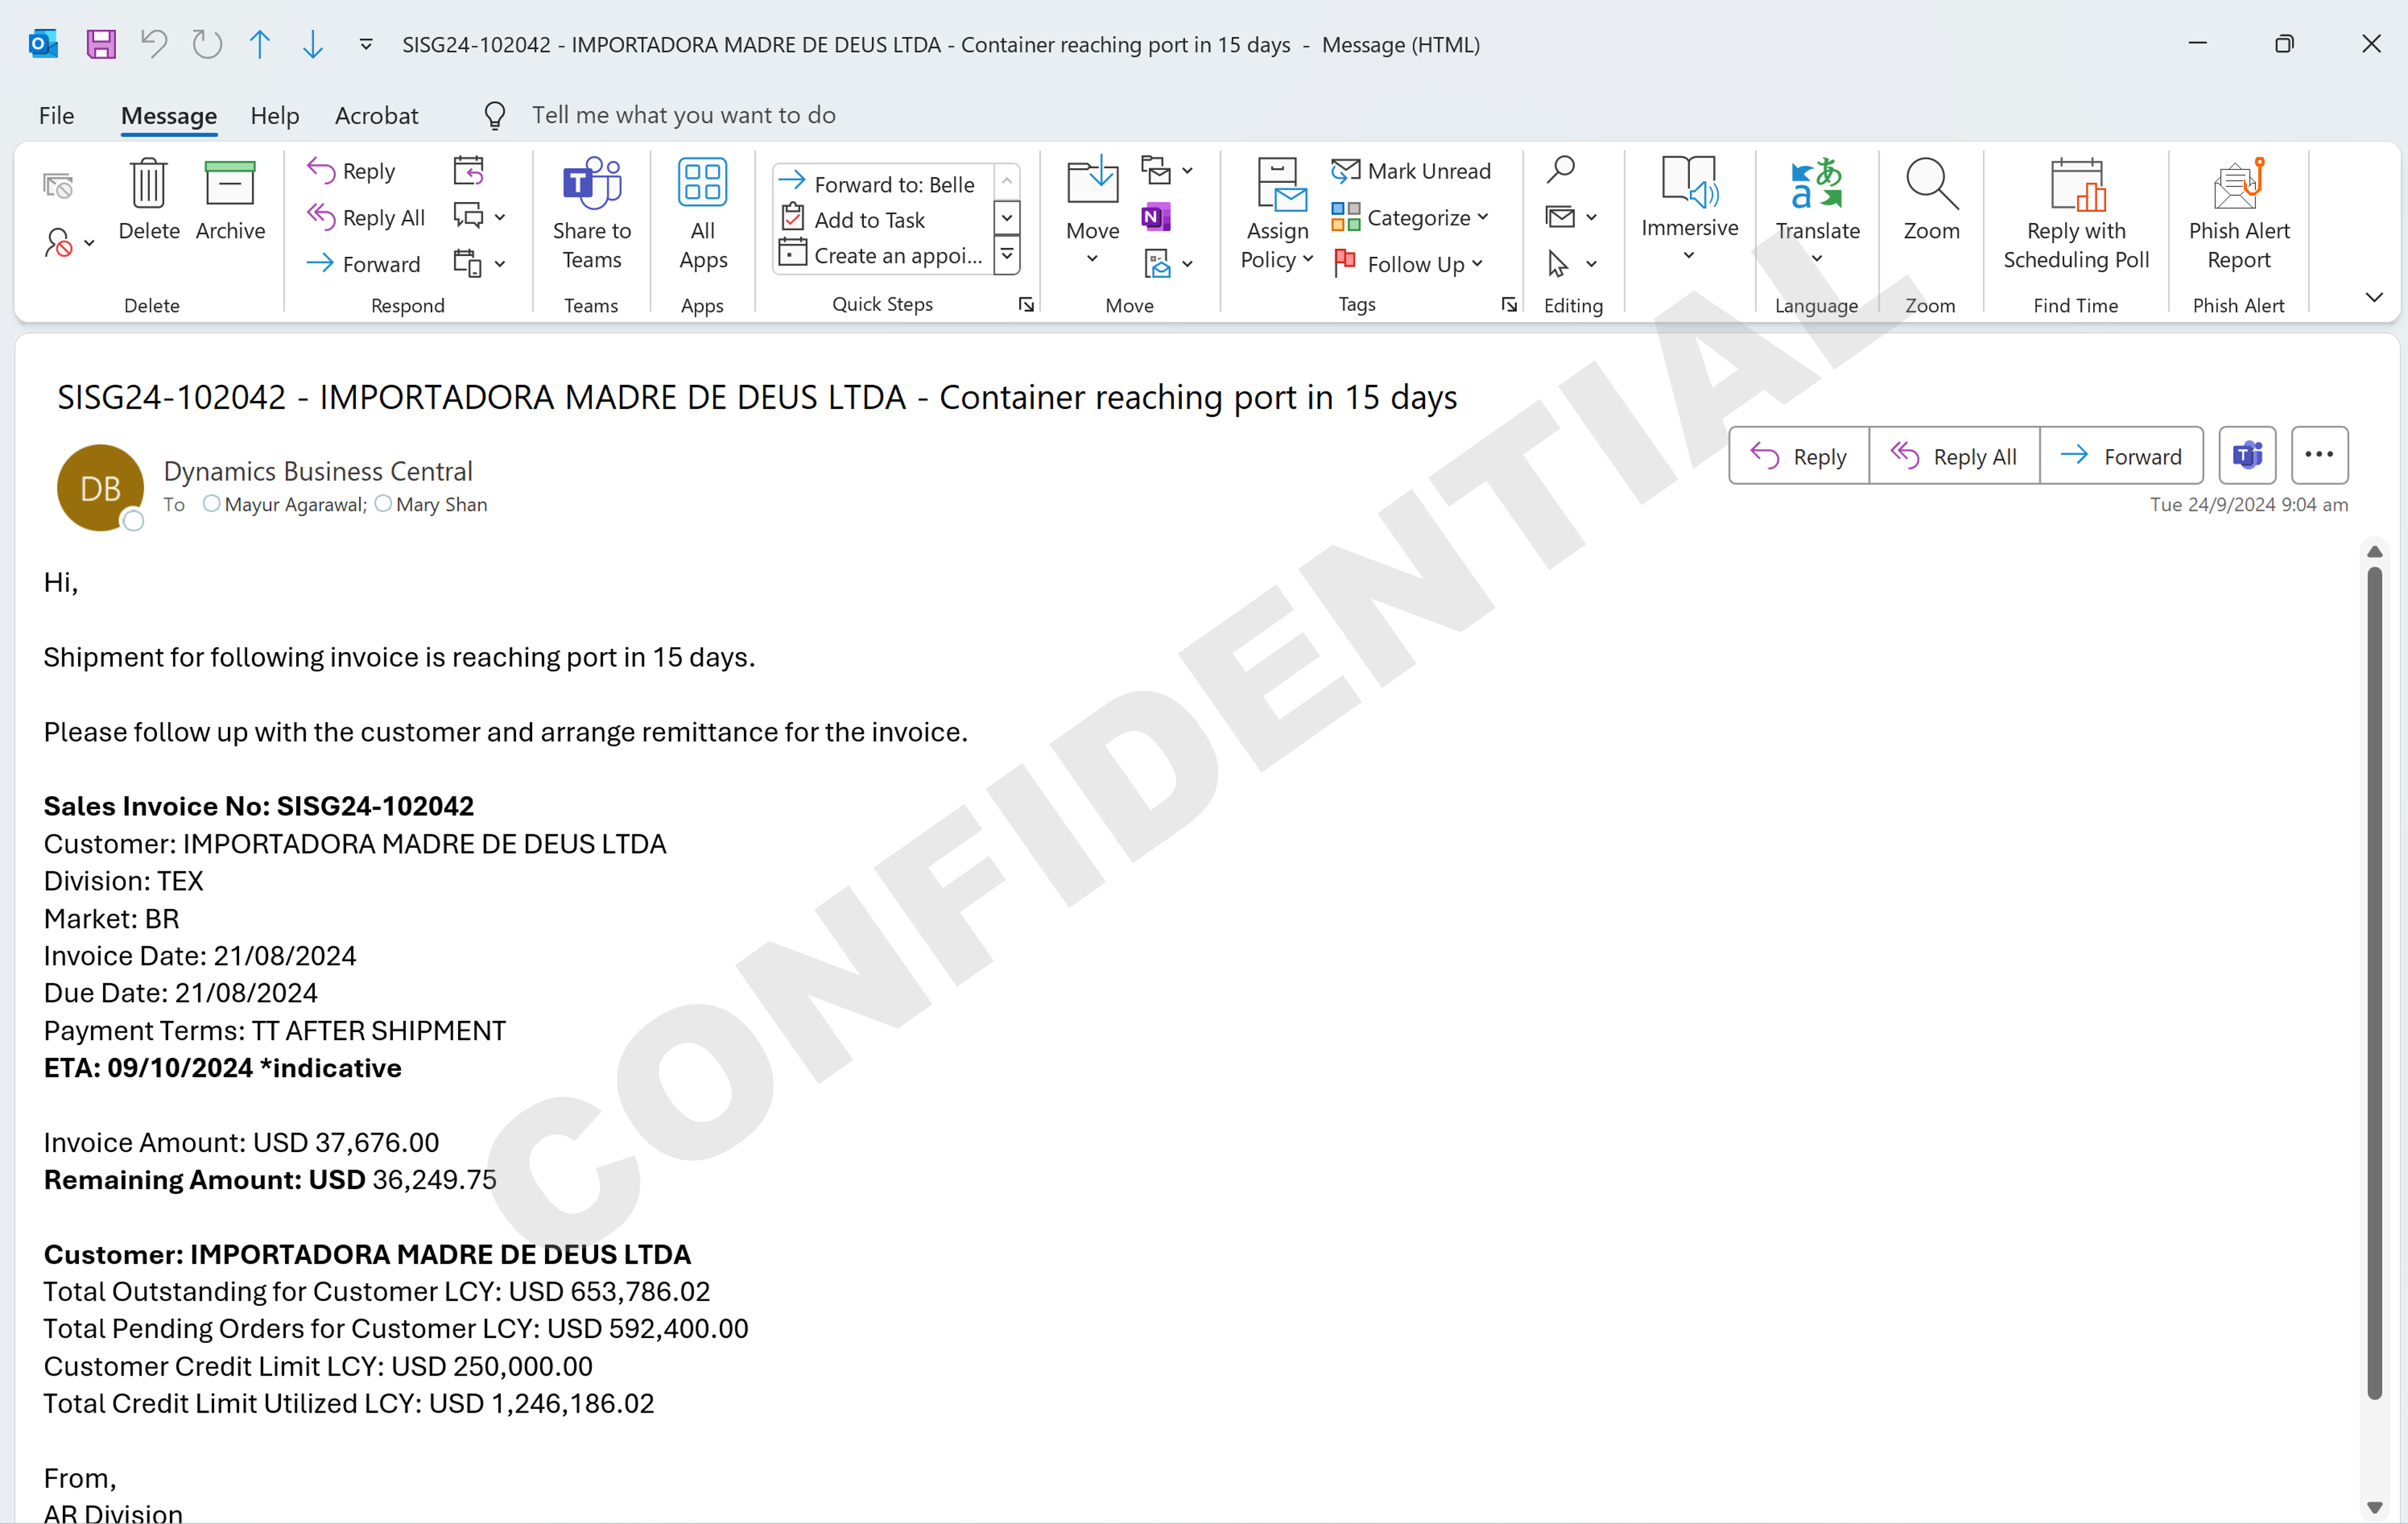 SISG24-102042 - IMPORTADORA MADRE DE DEUS LTDA - Container reaching port in 15 days - Message (HTML)
File Message Help Acrobat Tell me what you want to do
Delete
Archive
Delete
Reply
Reply All
Forward
Respond
Share to
Teams
Teams
All
Apps
Apps
Forward to: Belle
Add to Task
Create an appoi...
Quick Steps
Move
Move
Assign
Policy
Mark Unread
Categorize
Follow Up
Tags
Editing
Immersive
Translate
Language
Zoom
Zoom
Reply with
Scheduling Poll
Find Time
Phish Alert
Report
Phish Alert
SISG24-102042 - IMPORTADORA MADRE DE DEUS LTDA - Container reaching port in 15 days
DB
Dynamics Business Central
To Mayur Agarawal; Mary Shan
Reply Reply All Forward
Tue 24/9/2024 9:04 am
Hi,
Shipment for following invoice is reaching port in 15 days.
Please follow up with the customer and arrange remittance for the invoice.
Sales Invoice No: SISG24-102042
Customer: IMPORTADORA MADRE DE DEUS LTDA
Division: TEX
Market: BR
Invoice Date: 21/08/2024
Due Date: 21/08/2024
Payment Terms: TT AFTER SHIPMENT
ETA: 09/10/2024 *indicative
Invoice Amount: USD 37,676.00
Remaining Amount: USD 36,249.75
Customer: IMPORTADORA MADRE DE DEUS LTDA
Total Outstanding for Customer LCY: USD 653,786.02
Total Pending Orders for Customer LCY: USD 592,400.00
Customer Credit Limit LCY: USD 250,000.00
Total Credit Limit Utilized LCY: USD 1,246,186.02
From,
AR Division
CONFIDENTIAL